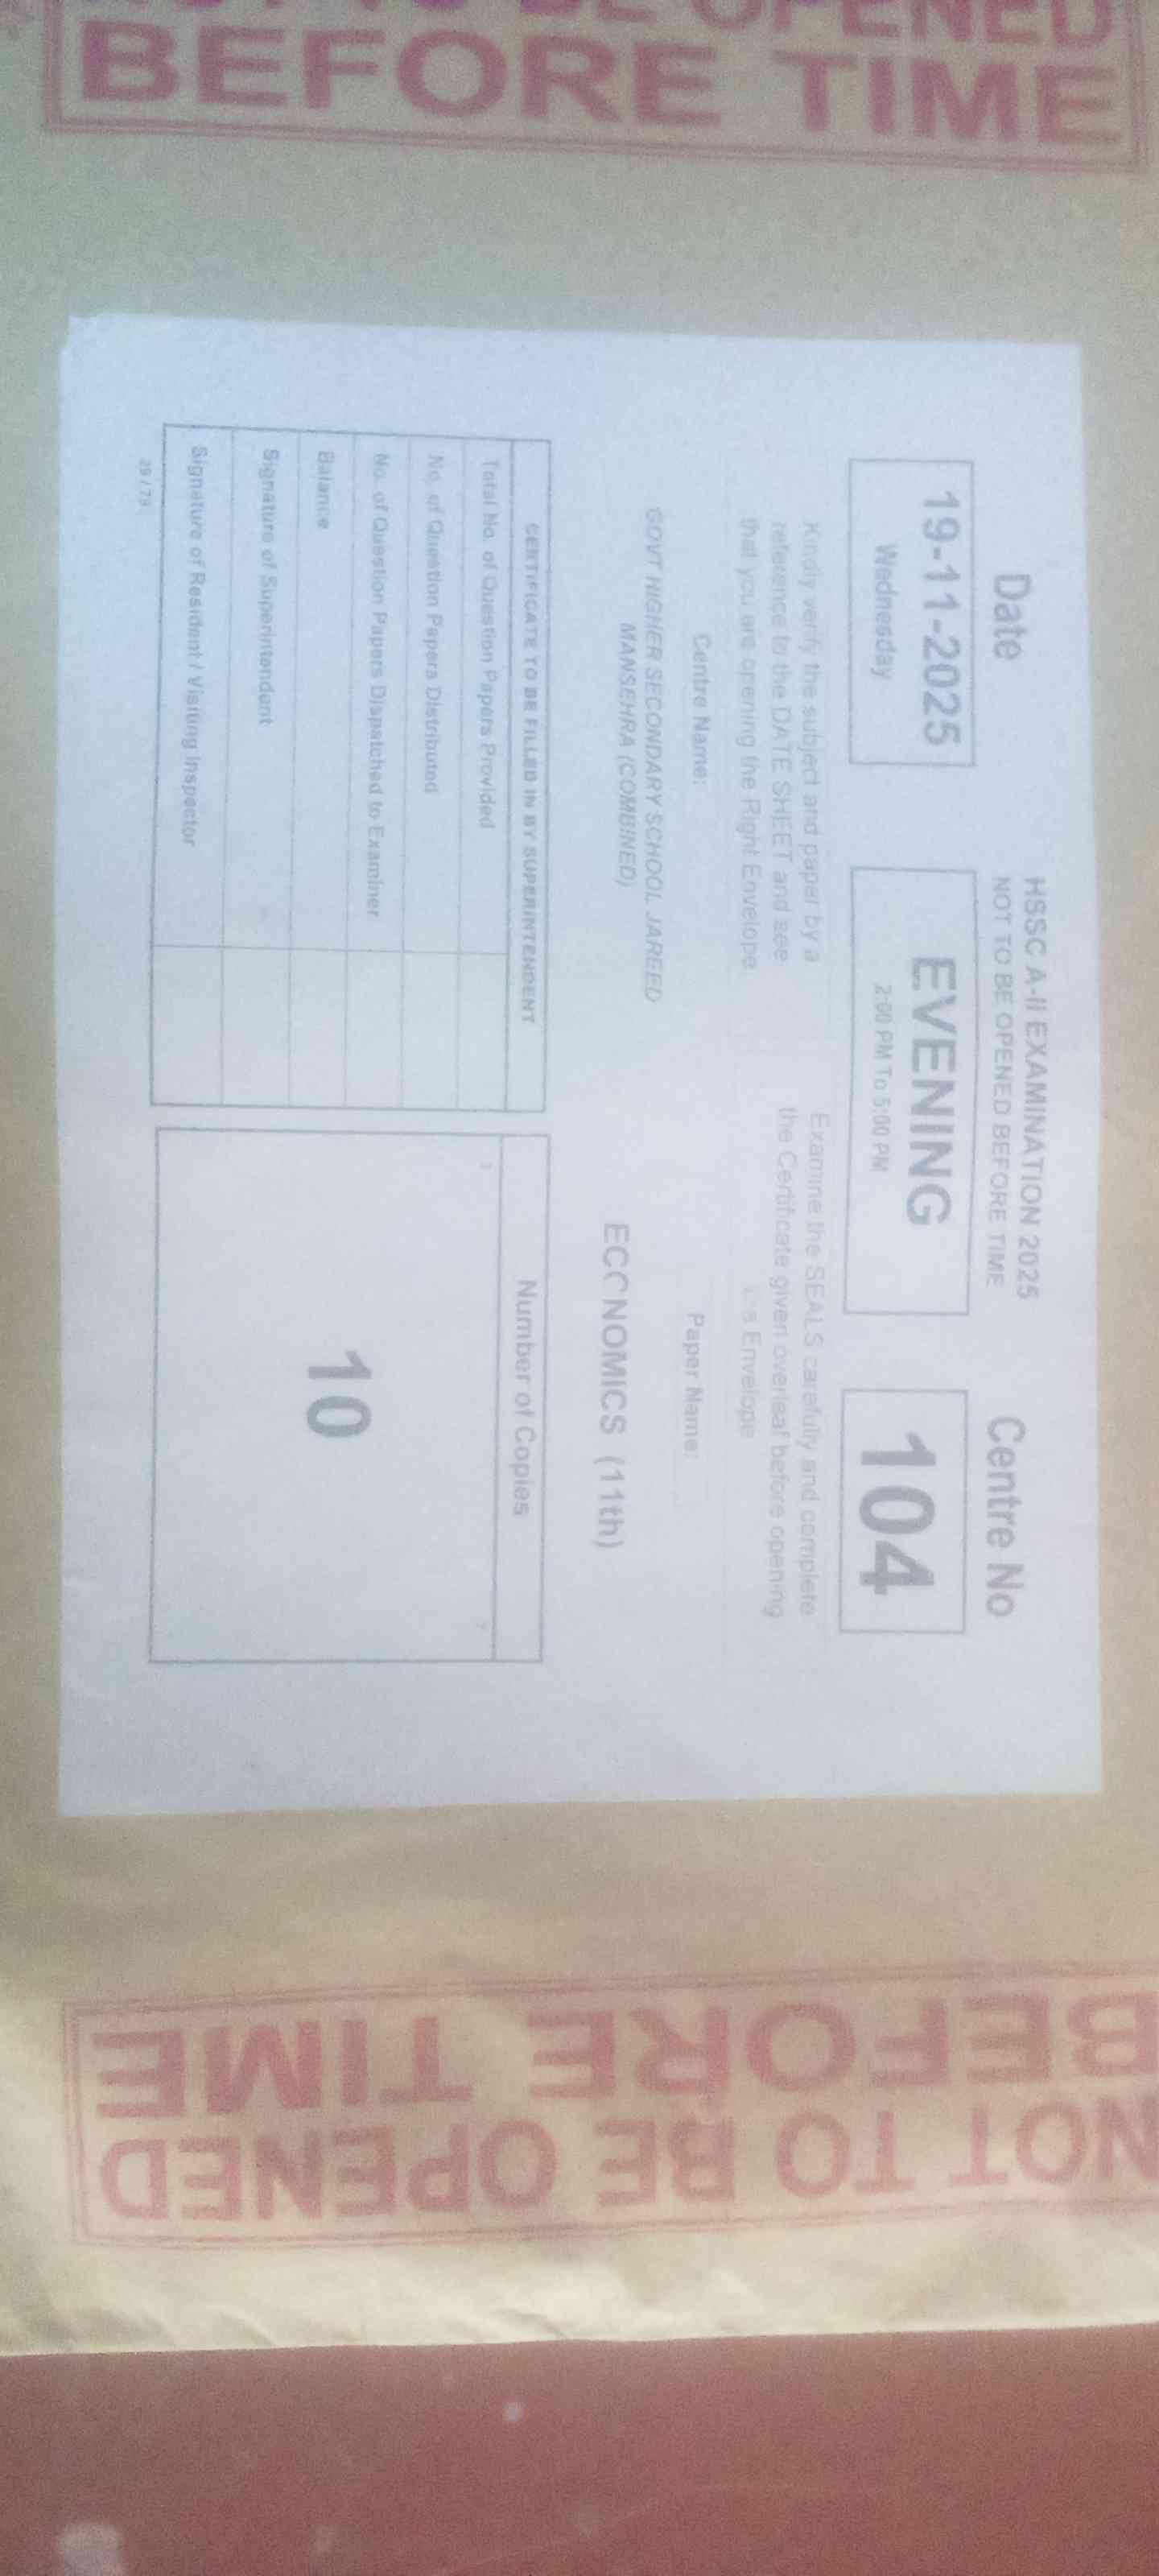 NOT TO BE OPENED
BEFORE TIME
HSSC A-II EXAMINATION 2025
NOT TO BE OPENED BEFORE TIME
Date
Centre No
19-11-2025
Wednesday
EVENING
2:00 PM To 5:00 PM
104
Kindly verify the subject and paper by a
reference to the DATE SHEET and see
that you are opening the Right Envelope
Examine the SEALS carefully and complete
the Certificate given overleaf before opening
Envelope
Centre Name:
Paper Name:
GOVT HIGHER SECONDARY SCHOOL JAREED
MANSEHRA (COMBINED)
ECONOMICS (11th)
CERTIFICATE TO BE FILLED IN BY SUPERINTENDENT
Total No. of Question Papers Provided
No. of Question Papers Distributed
No. of Question Papers Dispatched to Examiner
Balance
Signature of Superintendent
Signature of Resident / Visiting Inspector
Number of Copies
10
29 / 79
NOT TO BE OPENED
BEFORE TIME